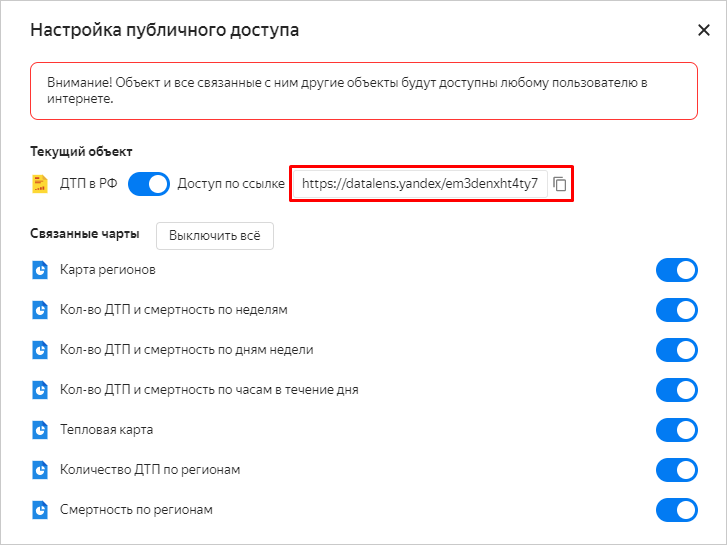 Настройка публичного доступа
Внимание! Объект и все связанные с ним другие объекты будут доступны любому пользователю в
интернете.
Текущий объект
ДТП в РФ Доступ по ссылке https://datalens.yandex/em3denxht4ty7
Связанные чарты Выключить всё
Карта регионов
Кол-во ДТП и смертность по неделям
Кол-во ДТП и смертность по дням недели
Кол-во ДТП и смертность по часам в течение дня
Тепловая карта
Количество ДТП по регионам
Смертность по регионам